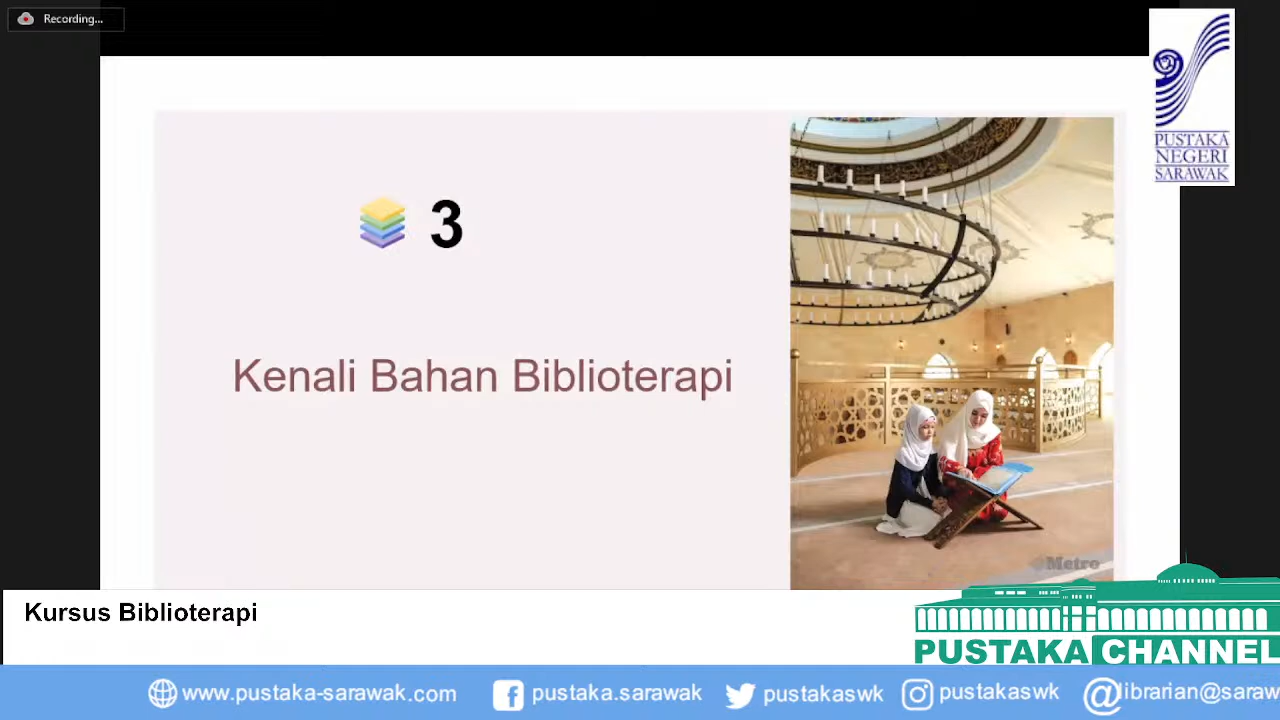 Recording...
PUSTAKA
NEGERI
SARAWAK
3
Kenali Bahan Biblioterapi
Metro
Kursus Biblioterapi
PUSTAKA CHANNEL
www.pustaka-sarawak.com
pustaka.sarawak
pustakaswk
pustakaswk
librarian@saraw